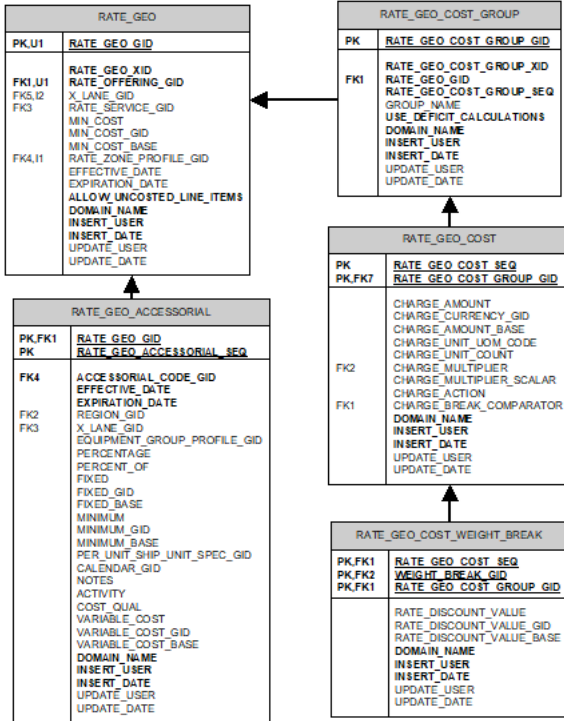 RATE_GEO
PK,U1 RATE_GEO_GID
RATE_GEO_XID
FK1,U1 RATE_OFFERING_GID
FK5,I2 X_LANE_GID
FK3 RATE_SERVICE_GID
MIN_COST
MIN_COST_GID
MIN_COST_BASE
FK4,I1 RATE_ZONE_PROFILE_GID
EFFECTIVE_DATE
EXPIRATION_DATE
ALLOW_UNCOSTED_LINE_ITEMS
DOMAIN_NAME
INSERT_USER
INSERT_DATE
UPDATE_USER
UPDATE_DATE
RATE_GEO_COST_GROUP
PK RATE_GEO_COST_GROUP_GID
RATE_GEO_COST_GROUP_XID
FK1 RATE_GEO_GID
RATE_GEO_COST_GROUP_SEQ
GROUP_NAME
USE_DEFICIT_CALCULATIONS
DOMAIN_NAME
INSERT_USER
INSERT_DATE
UPDATE_USER
UPDATE_DATE
RATE_GEO_ACCESSORIAL
PK,FK1 RATE_GEO_GID
PK RATE_GEO_ACCESSORIAL_SEQ
FK4 ACCESSORIAL_CODE_GID
EFFECTIVE_DATE
EXPIRATION_DATE
FK2 REGION_GID
FK3 X_LANE_GID
EQUIPMENT_GROUP_PROFILE_GID
PERCENTAGE
PERCENT_OF
FIXED
FIXED_GID
FIXED_BASE
MINIMUM
MINIMUM_GID
MINIMUM_BASE
PER_UNIT_SHIP_UNIT_SPEC_GID
CALENDAR_GID
NOTES
ACTIVITY
COST_QUAL
VARIABLE_COST
VARIABLE_COST_GID
VARIABLE_COST_BASE
DOMAIN_NAME
INSERT_USER
INSERT_DATE
UPDATE_USER
UPDATE_DATE
RATE_GEO_COST
PK RATE_GEO_COST_SEQ
PK,FK7 RATE_GEO_COST_GROUP_GID
CHARGE_AMOUNT
CHARGE_CURRENCY_GID
CHARGE_AMOUNT_BASE
CHARGE_UNIT_UOM_CODE
CHARGE_UNIT_COUNT
FK2 CHARGE_MULTIPLIER
CHARGE_MULTIPLIER_SCALAR
CHARGE_ACTION
FK1 CHARGE_BREAK_COMPARATOR
DOMAIN_NAME
INSERT_USER
INSERT_DATE
UPDATE_USER
UPDATE_DATE
RATE_GEO_COST_WEIGHT_BREAK
PK,FK1 RATE_GEO_COST_SEQ
PK,FK2 WEIGHT_BREAK_GID
PK,FK1 RATE_GEO_COST_GROUP_GID
RATE_DISCOUNT_VALUE
RATE_DISCOUNT_VALUE_GID
RATE_DISCOUNT_VALUE_BASE
DOMAIN_NAME
INSERT_USER
INSERT_DATE
UPDATE_USER
UPDATE_DATE